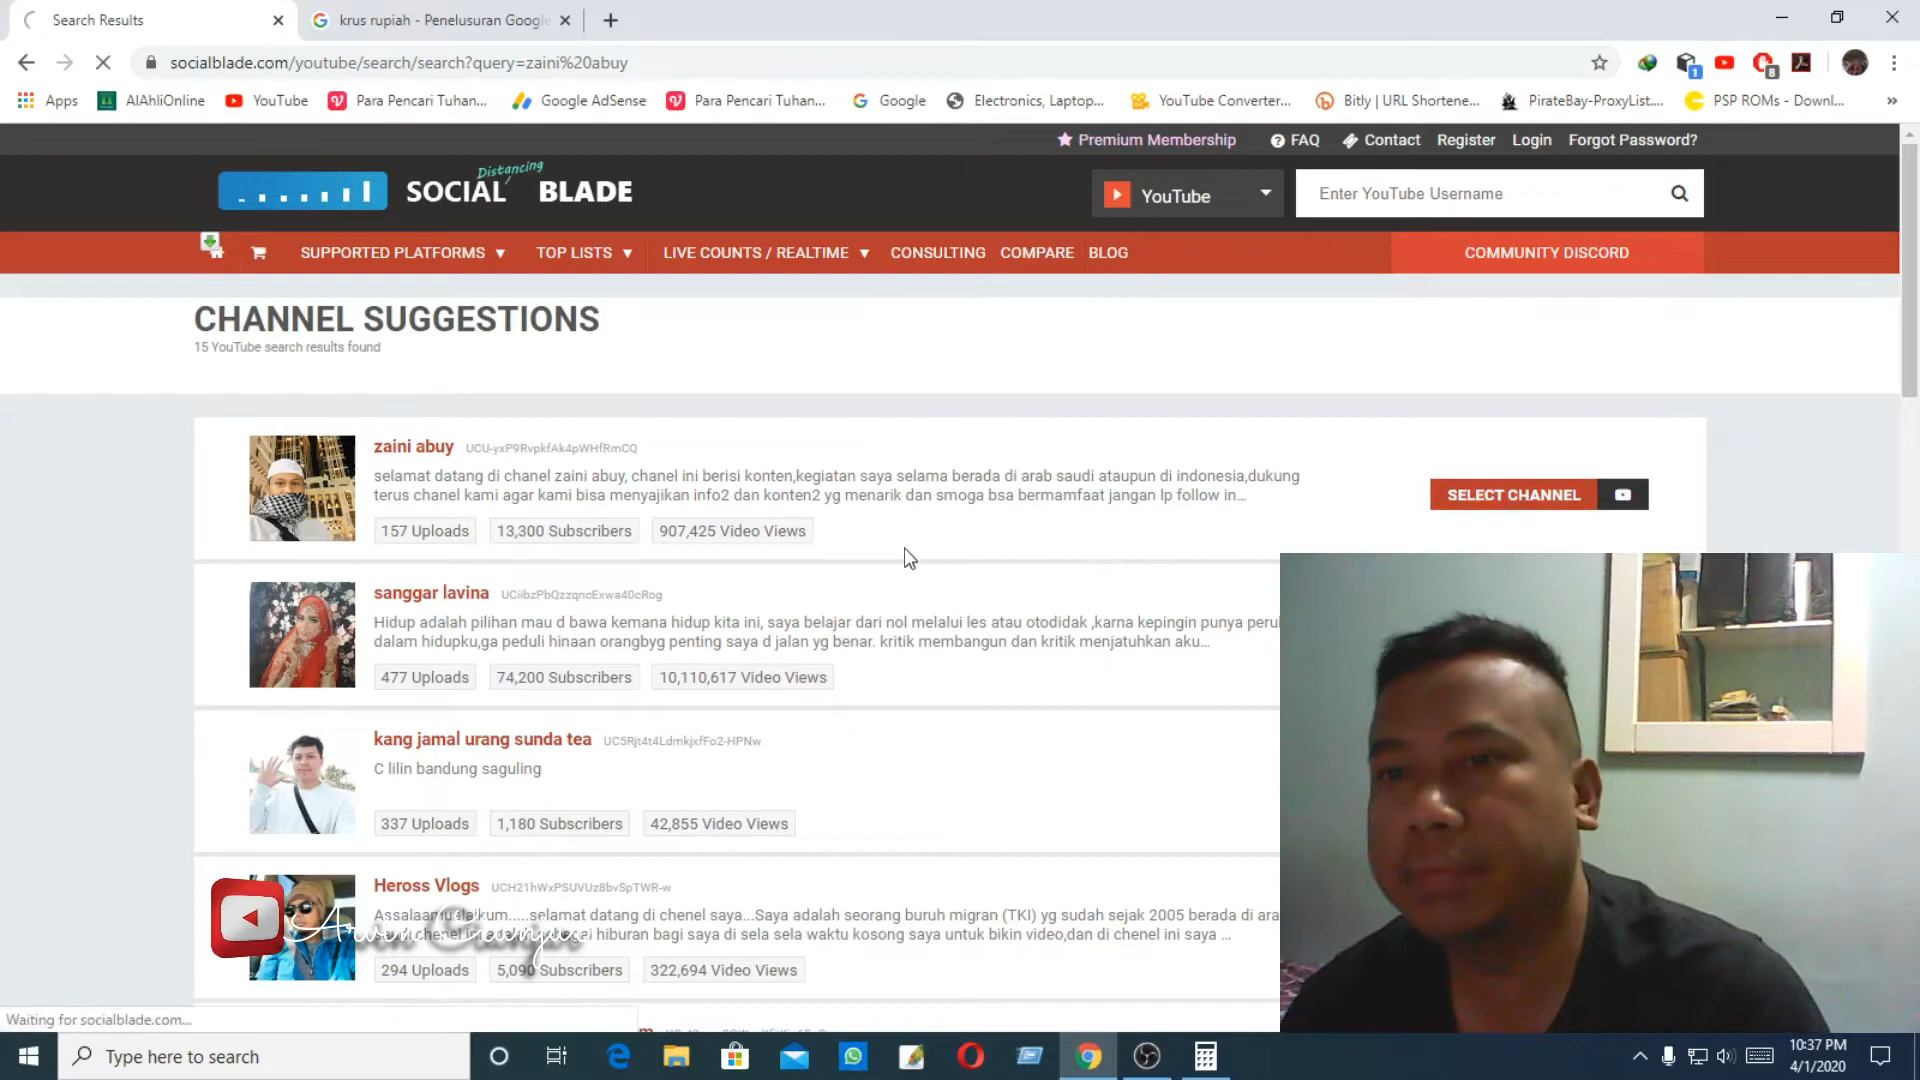 Search Results
krus rupiah - Penelusuran Google
socialblade.com/youtube/search/search?query=zaini%20abuy
Apps
AlAhliOnline
YouTube
Para Pencari Tuhan...
Google AdSense
Para Pencari Tuhan...
Google
Electronics, Laptop...
YouTube Converter...
Bitly | URL Shortene...
PirateBay-ProxyList....
PSP ROMs - Downl...
Premium Membership
FAQ
Contact
Register
Login
Forgot Password?
Distancing
SOCIAL BLADE
YouTube
Enter YouTube Username
SUPPORTED PLATFORMS
TOP LISTS
LIVE COUNTS / REALTIME
CONSULTING
COMPARE
BLOG
COMMUNITY DISCORD
CHANNEL SUGGESTIONS
15 YouTube search results found
zaini abuy UCU-yxP9RvpkfAk4pWHfRmCQ
selamat datang di chanel zaini abuy, chanel ini berisi konten,kegiatan saya selama berada di arab saudi ataupun di indonesia,dukung
terus chanel kami agar kami bisa menyajikan info2 dan konten2 yg menarik dan smoga bsa bermamfaat jangan lp follow in...
157 Uploads
13,300 Subscribers
907,425 Video Views
SELECT CHANNEL
sanggar lavina UCiibzPbQzzqncExwa40cRog
Hidup adalah pilihan mau d bawa kemana hidup kita ini, saya belajar dari nol melalui les atau otodidak ,karna kepingin punya peru
dalam hidupku,ga peduli hinaan orangbyg penting saya d jalan yg benar. kritik membangun dan kritik menjatuhkan aku...
477 Uploads
74,200 Subscribers
10,110,617 Video Views
kang jamal urang sunda tea UC5Rjt4t4LdmkjxfFo2-HPNw
C lilin bandung saguling
337 Uploads
1,180 Subscribers
42,855 Video Views
Heross Vlogs UCH21hWxPSUVUz8bvSpTWR-w
Assalaamualaikum.....selamat datang di chenel saya...Saya adalah seorang buruh migran (TKI) yg sudah sejak 2005 berada di ara
hiburan bagi saya di sela sela waktu kosong saya untuk bikin video,dan di chenel ini saya ...
294 Uploads
5,090 Subscribers
322,694 Video Views
Waiting for socialblade.com...
Type here to search
10:37 PM
4/1/2020